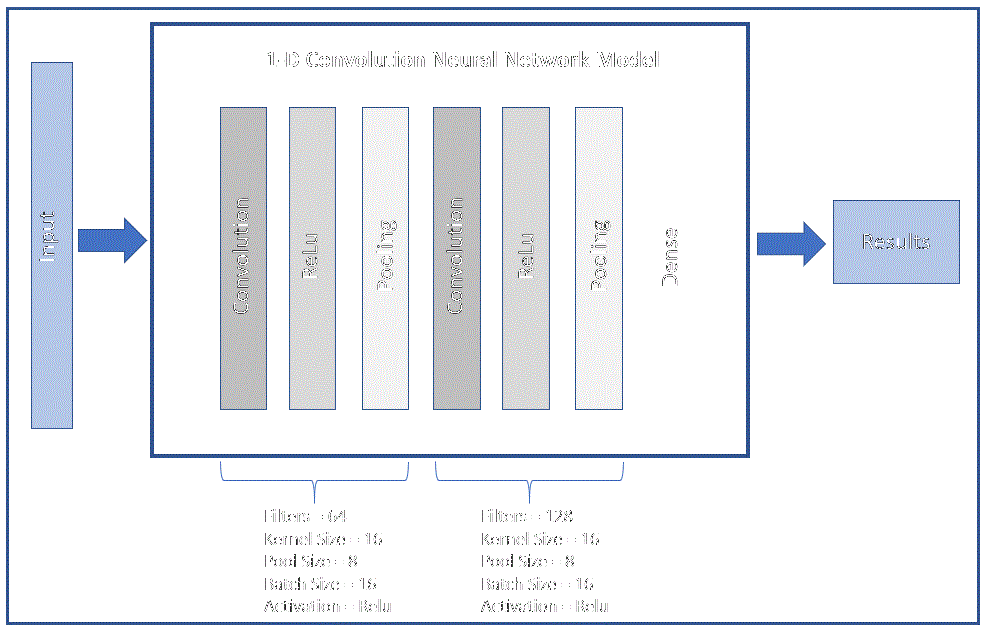 1-D Convolution Neural Network Model
Input
Convolution
ReLu
Pooling
Convolution
ReLu
Pooling
Dense
Results
Filters = 64
Kernel Size = 16
Pool Size = 8
Batch Size = 16
Activation = Relu
Filters = 128
Kernel Size = 16
Pool Size = 8
Batch Size = 16
Activation = Relu